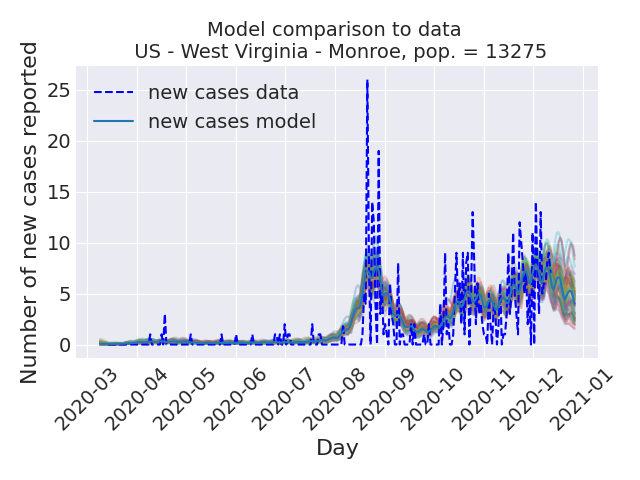 Model comparison to data
US - West Virginia - Monroe, pop. = 13275
Number of new cases reported
25
20
15
10
5
0
new cases data
new cases model
2020-03
2020-04
2020-05
2020-06
2020-07
2020-08
2020-09
2020-10
2020-11
2020-12
2021-01
Day